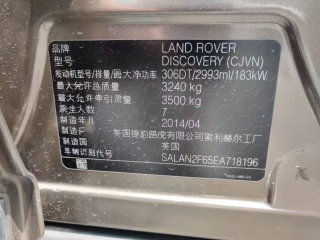 品牌 LAND ROVER
型号 DISCOVERY (CJVN)
发动机型号/排量/最大净功率 306DT/2993ml/183kW
最大允许总质量 3240 kg
最大允许牵引质量 3500 kg
乘坐人数 7
制造年月 2014/04
制造厂 英国捷豹路虎有限公司索利赫尔工厂
制造国 英国
车辆识别代号 SALAN2F65EA718196